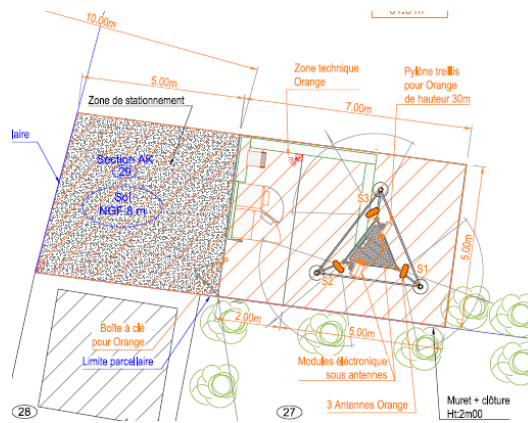 10.00m
5.00m
Zone de stationnement
Zone technique
Orange
Pylône treillis
pour Orange
de hauteur 30m
7.00m
laire
Section AK
29
Sol
NGF 8 m
S3
S2
S1
5.00m
2.00m
5.00m
Boîte à clé
pour Orange
Limite parcellaire
Modules électronique
sous antennes
3 Antennes Orange
Muret + clôture
Ht:2m00
28
27